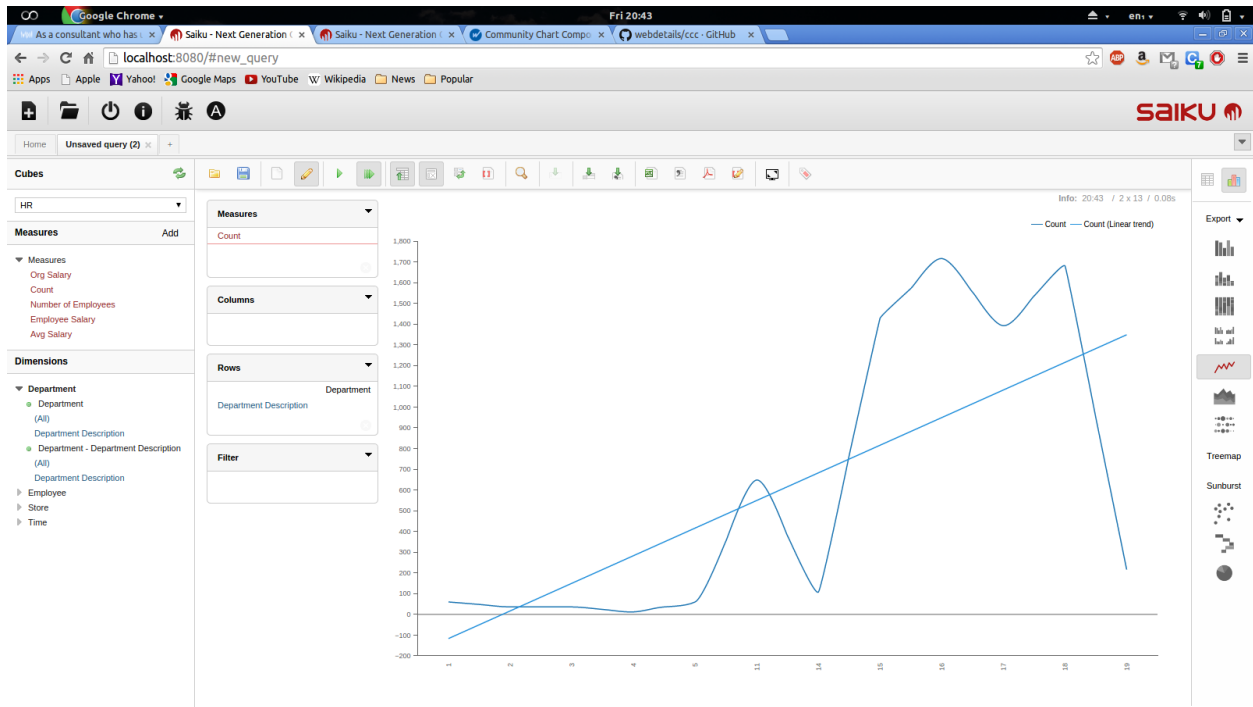 Google Chrome
Fri 20:43
en₁
As a consultant who has
Saiku - Next Generation (
Saiku - Next Generation (
Community Chart Compo
webdetails/ccc · GitHub
localhost:8080/#new_query
ABP
7
Apps
Apple
Yahoo!
Google Maps
YouTube
Wikipedia
News
Popular
saiku
Home
Unsaved query (2)
+
Cubes
HR
Measures
Add
Measures
Org Salary
Count
Number of Employees
Employee Salary
Avg Salary
Dimensions
Department
Department
(All)
Department Description
Department - Department Description
(All)
Department Description
Employee
Store
Time
Measures
Count
Columns
Rows
Department
Department Description
Filter
Info: 20:43 / 2 x 13 / 0.08s
Count
Count (Linear trend)
1,800
1,700
1,600
1,500
1,400
1,300
1,200
1,100
1,000
900
800
700
600
500
400
300
200
100
0
−100
−200
1
2
3
4
5
11
14
15
16
17
18
19
Export
Treemap
Sunburst